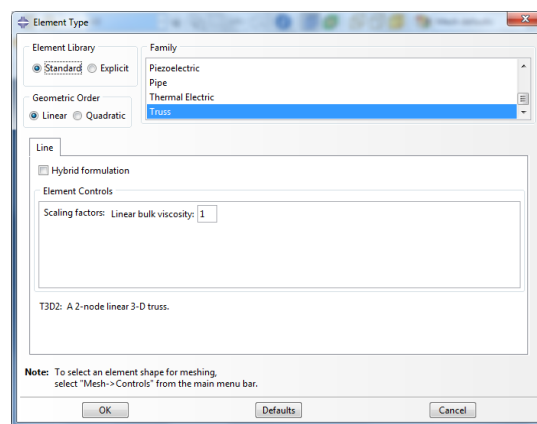 Element Type
Element Library
Standard Explicit
Family
Piezoelectric
Pipe
Thermal Electric
Truss
Geometric Order
Linear Quadratic
Line
Hybrid formulation
Element Controls
Scaling factors: Linear bulk viscosity: 1
T3D2: A 2-node linear 3-D truss.
Note: To select an element shape for meshing,
select "Mesh->Controls" from the main menu bar.
OK Defaults Cancel